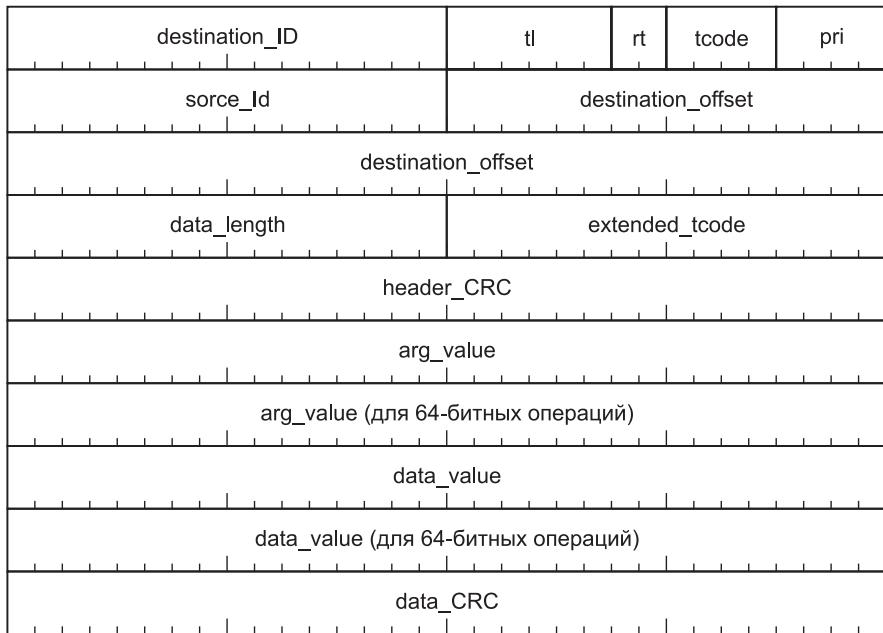 destination_ID tl rt tcode pri
sorce_Id destination_offset
destination_offset
data_length extended_tcode
header_CRC
arg_value
arg_value (для 64-битных операций)
data_value
data_value (для 64-битных операций)
data_CRC